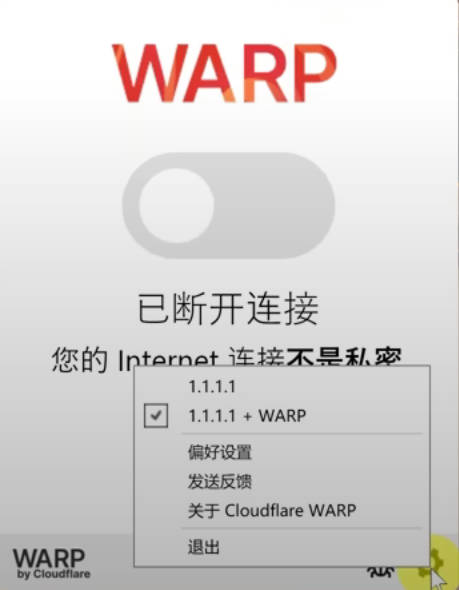 WARP
已断开连接
您的 Internet 连接不是私密
1.1.1.1
1.1.1.1 + WARP
偏好设置
发送反馈
关于 Cloudflare WARP
退出
WARP
by Cloudflare